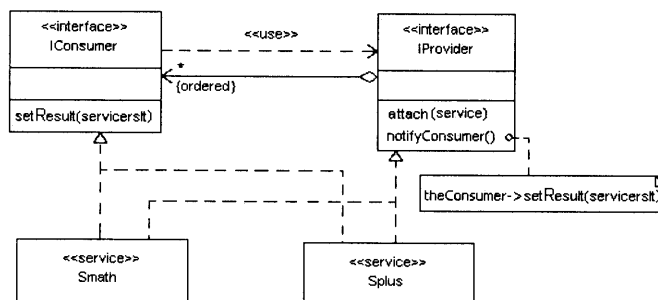 <<interface>>
IConsumer
<<use>>
<<interface>>
IProvider
*
{ordered}
setResult(servicerslt)
attach(service)
notifyConsumer()
theConsumer->setResult(servicerslt)
<<service>>
Smath
<<service>>
Splus